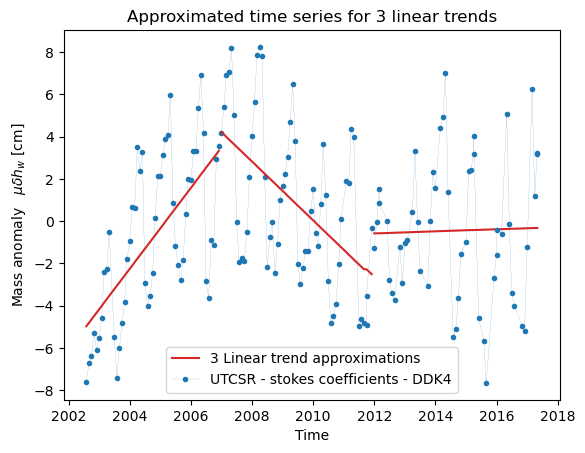 Approximated time series for 3 linear trends
Mass anomaly μδh_w [cm]
8
6
4
2
0
−2
−4
−6
−8
3 Linear trend approximations
UTCSR - stokes coefficients - DDK4
2002 2004 2006 2008 2010 2012 2014 2016 2018
Time